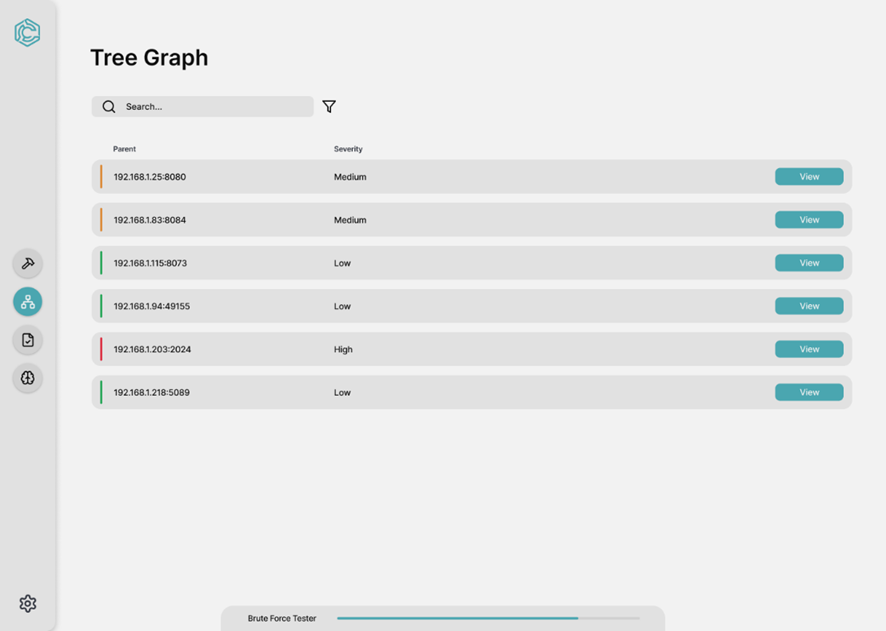 Tree Graph
Search...
Parent Severity
192.168.1.25:8080 Medium View
192.168.1.83:8084 Medium View
192.168.1.115:8073 Low View
192.168.1.94:49155 Low View
192.168.1.203:2024 High View
192.168.1.218:5089 Low View
Brute Force Tester